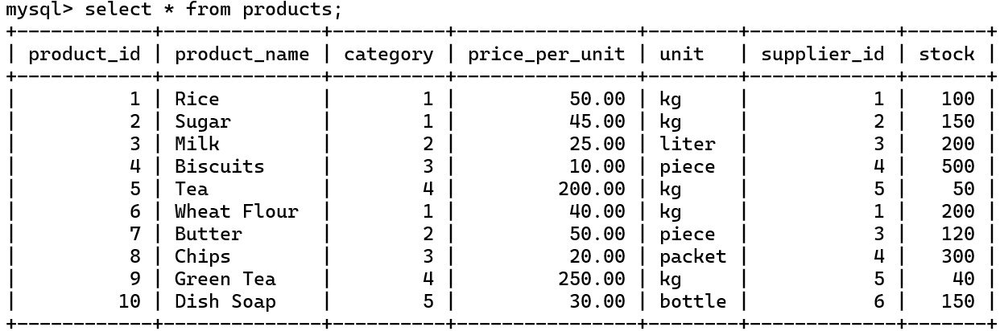 mysql> select * from products;
+------------+--------------+----------+----------------+--------+-------------+-------+
| product_id | product_name | category | price_per_unit | unit   | supplier_id | stock |
+------------+--------------+----------+----------------+--------+-------------+-------+
|          1 | Rice         |        1 |          50.00 | kg     |           1 |   100 |
|          2 | Sugar        |        1 |          45.00 | kg     |           2 |   150 |
|          3 | Milk         |        2 |          25.00 | liter  |           3 |   200 |
|          4 | Biscuits     |        3 |          10.00 | piece  |           4 |   500 |
|          5 | Tea          |        4 |         200.00 | kg     |           5 |    50 |
|          6 | Wheat Flour  |        1 |          40.00 | kg     |           1 |   200 |
|          7 | Butter       |        2 |          50.00 | piece  |           3 |   120 |
|          8 | Chips        |        3 |          20.00 | packet |           4 |   300 |
|          9 | Green Tea    |        4 |         250.00 | kg     |           5 |    40 |
|         10 | Dish Soap    |        5 |          30.00 | bottle |           6 |   150 |
+------------+--------------+----------+----------------+--------+-------------+-------+